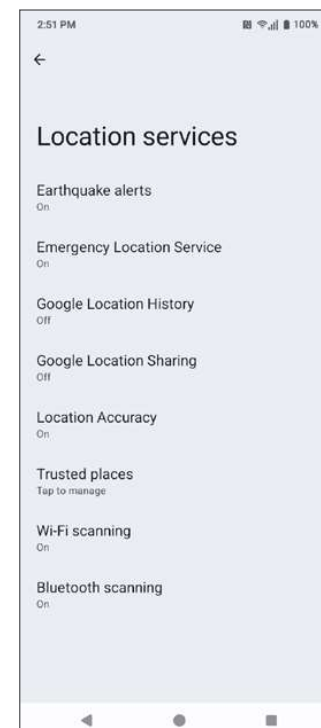 2:51 PM 100%
Location services
Earthquake alerts
On
Emergency Location Service
On
Google Location History
Off
Google Location Sharing
Off
Location Accuracy
On
Trusted places
Tap to manage
Wi-Fi scanning
On
Bluetooth scanning
On